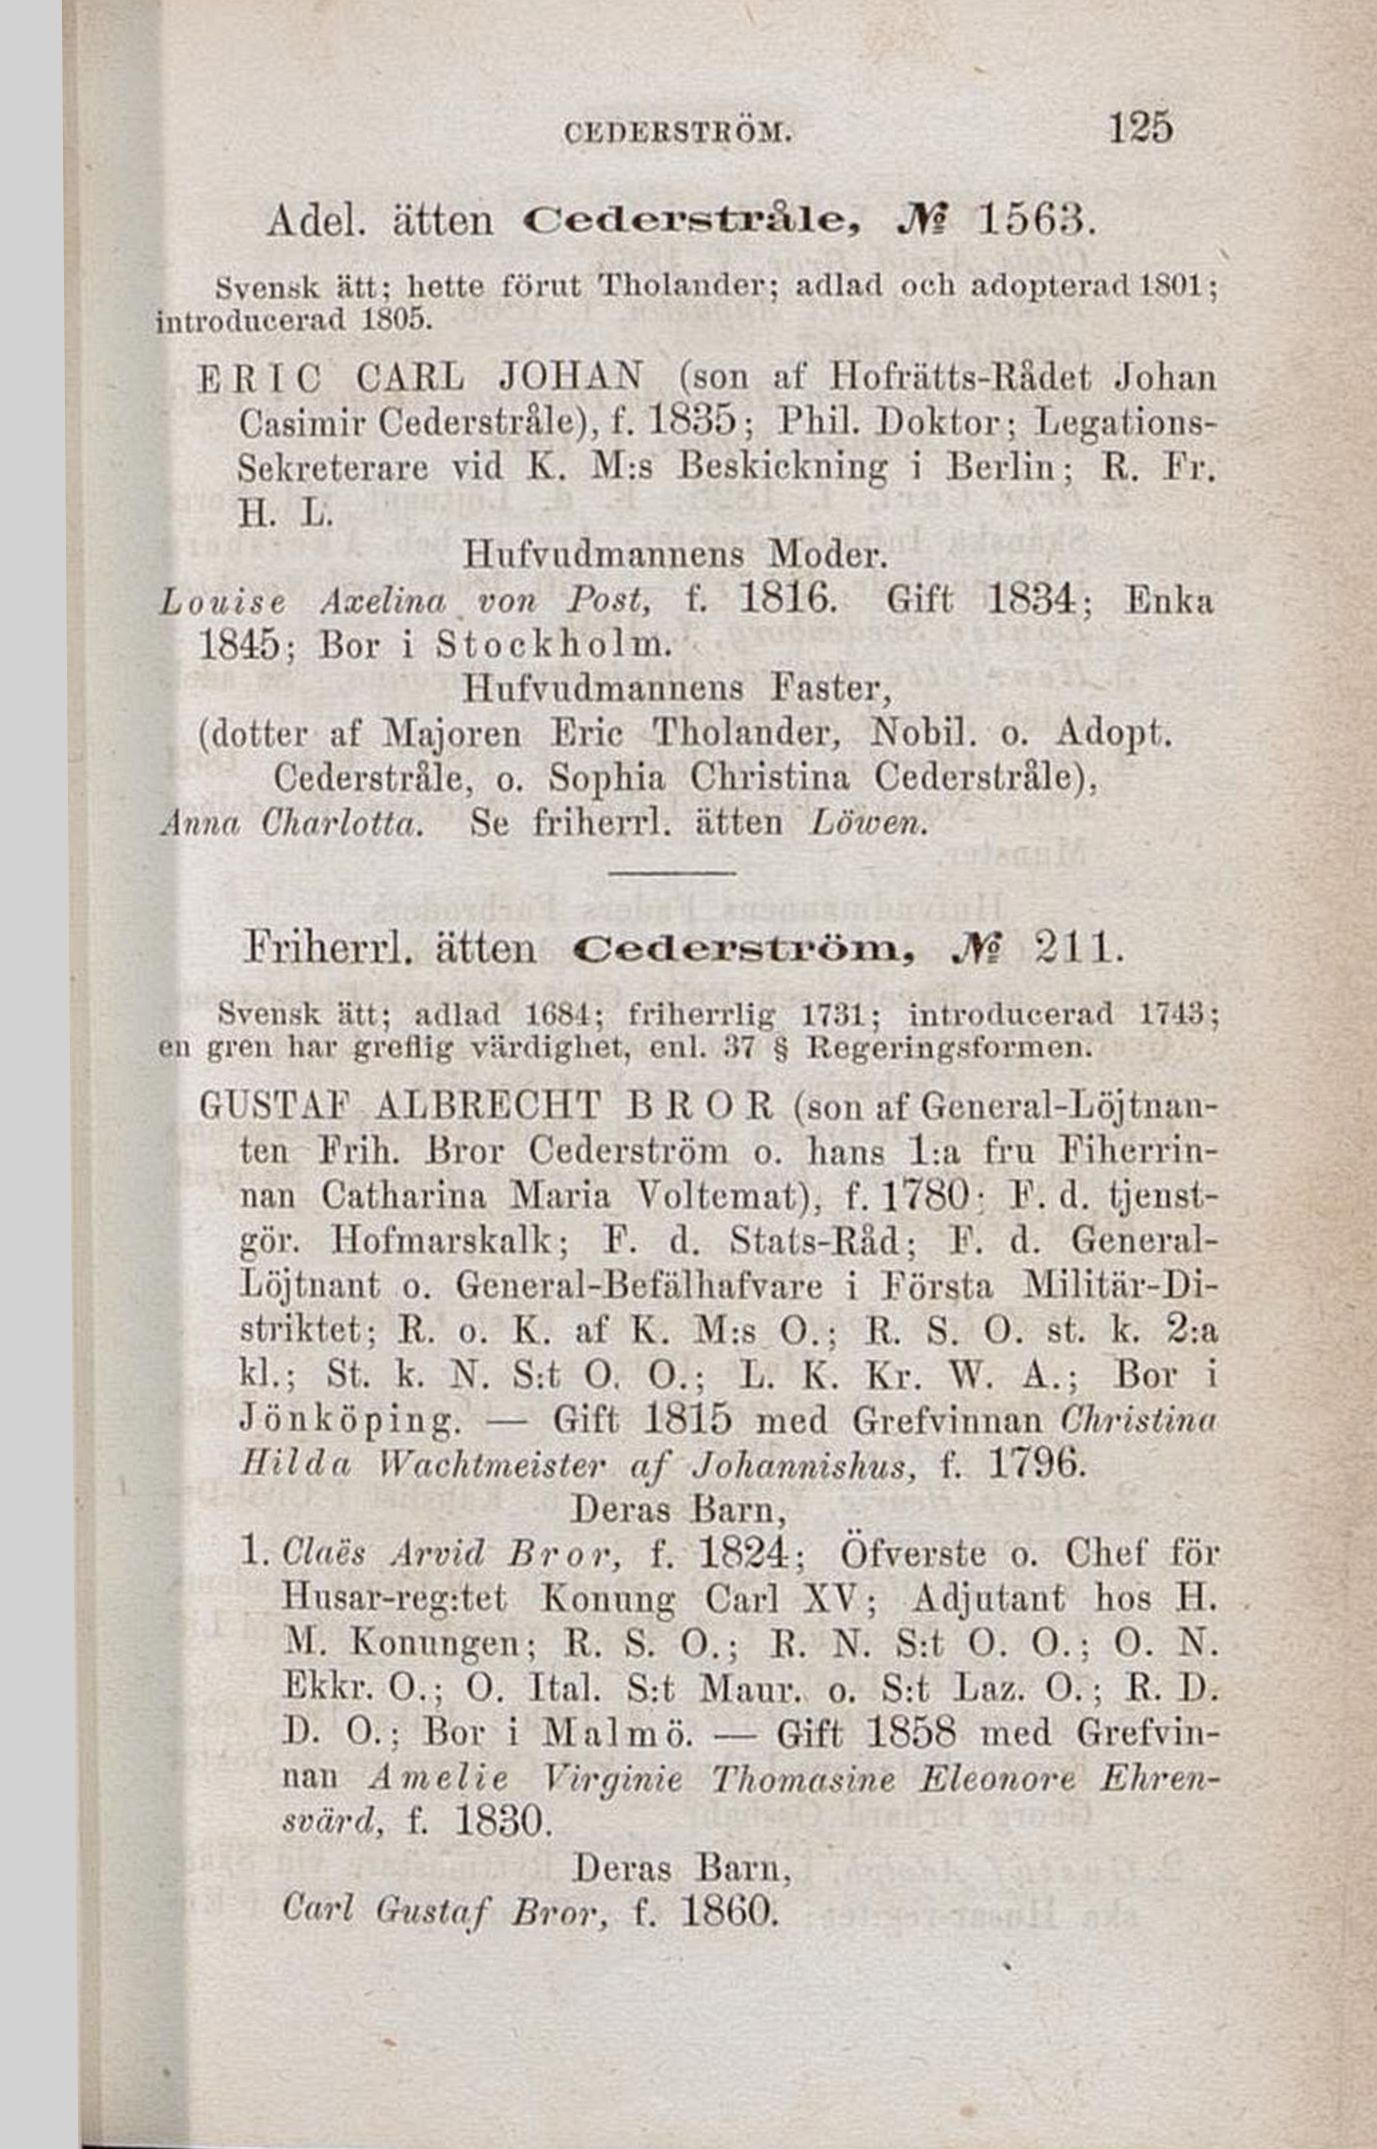 CEDERSTRÖM. 125
Adel. ätten Cederstråle, № 1563.
Svensk ätt; hette förut Tholander; adlad och adopterad 1801;
introducerad 1805.
ERIC CARL JOHAN (son af Hofrätts-Rådet Johan
Casimir Cederstråle), f. 1835; Phil. Doktor; Legations-
Sekreterare vid K. M:s Beskickning i Berlin; R. Fr.
H. L.
Hufvudmannens Moder.
Louise Axelina von Post, f. 1816. Gift 1834; Enka
1845; Bor i Stockholm.
Hufvudmannens Faster,
(dotter af Majoren Eric Tholander, Nobil. o. Adopt.
Cederstråle, o. Sophia Christina Cederstråle),
Anna Charlotta. Se friherrl. ätten Löwen.
Friherrl. ätten Cederström, № 211.
Svensk ätt; adlad 1684; friherrlig 1731; introducerad 1743;
en gren har greflig värdighet, enl. 37 § Regeringsformen.
GUSTAF ALBRECHT BROR (son af General-Löjtnan-
ten Frih. Bror Cederström o. hans 1:a fru Fiherrin-
nan Catharina Maria Voltemat), f. 1780; F. d. tjenst-
gör. Hofmarskalk; F. d. Stats-Råd; F. d. General-
Löjtnant o. General-Befälhafvare i Första Militär-Di-
striktet; R. o. K. af K. M:s O.; R. S. O. st. k. 2:a
kl.; St. k. N. S:t O. O.; L. K. Kr. W. A.; Bor i
Jönköping. — Gift 1815 med Grefvinnan Christina
Hilda Wachtmeister af Johannishus, f. 1796.
Deras Barn,
1. Claës Arvid Bror, f. 1824; Öfverste o. Chef för
Husar-reg:tet Konung Carl XV; Adjutant hos H.
M. Konungen; R. S. O.; R. N. S:t O. O.; O. N.
Ekkr. O.; O. Ital. S:t Maur. o. S:t Laz. O.; R. D.
D. O.; Bor i Malmö. — Gift 1858 med Grefvin-
nan Amelie Virginie Thomasine Eleonore Ehren-
svärd, f. 1830.
Deras Barn,
Carl Gustaf Bror, f. 1860.